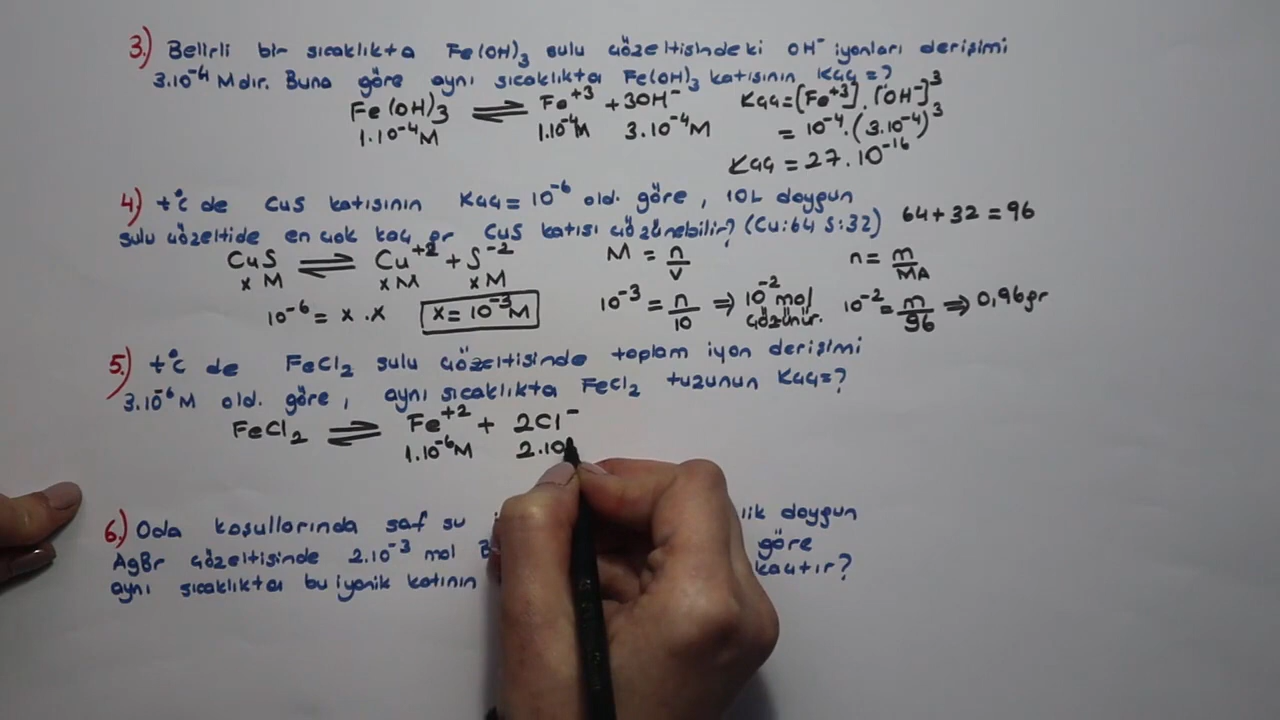 3.) Belirli bir sıcaklıkta Fe(OH)3 sulu çözeltisindeki OH⁻ iyonları derişimi
3.10⁻⁴ M dır. Buna göre aynı sıcaklıkta Fe(OH)3 katısının Kçç=?
Fe(OH)3 ⇌ Fe⁺³ + 3OH⁻ Kçç=[Fe⁺³].[OH⁻]³
1.10⁻⁴M 1.10⁻⁴M 3.10⁻⁴M = 10⁻⁴.(3.10⁻⁴)³
Kçç = 27.10⁻¹⁶
4.) t°c de CuS katısının Kçç= 10⁻⁶ old. göre, 10L doygun
sulu çözeltide en çok kaç gr CuS katısı çözünebilir? (Cu:64 S:32) 64+32=96
CuS ⇌ Cu⁺² + S⁻² M = n/V n= m/MA
x M x M x M
10⁻⁶ = x . x x= 10⁻³M 10⁻³ = n/10 ⇒ 10⁻² mol çözünür. 10⁻² = m/96 ⇒ 0,96gr
5.) t°c de FeCl2 sulu çözeltisinde toplam iyon derişimi
3.10⁻⁶ M old. göre, aynı sıcaklıkta FeCl2 tuzunun Kçç=?
FeCl2 ⇌ Fe⁺² + 2Cl⁻
1.10⁻⁶M 2.10
6.) Oda koşullarında saf su doygun
AgBr çözeltisinde 2.10⁻³ mol göre
aynı sıcaklıkta bu iyonik katının kaçtır?